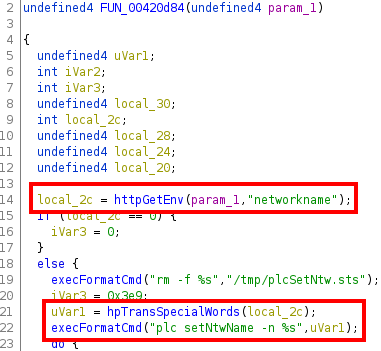 2 undefined4 FUN_00420d84(undefined4 param_1)
3
4 {
5 undefined4 uVar1;
6 int iVar2;
7 int iVar3;
8 undefined4 local_30;
9 int local_2c;
10 undefined4 local_28;
11 undefined4 local_24;
12 undefined4 local_20;
13
14 local_2c = httpGetEnv(param_1,"networkname");
15 if (local_2c == 0) {
16 iVar3 = 0;
17 }
18 else {
19 execFormatCmd("rm -f %s","/tmp/plcSetNtw.sts");
20 iVar3 = 0x3e9;
21 uVar1 = hpTransSpecialWords(local_2c);
22 execFormatCmd("plc setNtwName -n %s",uVar1);
23 do {